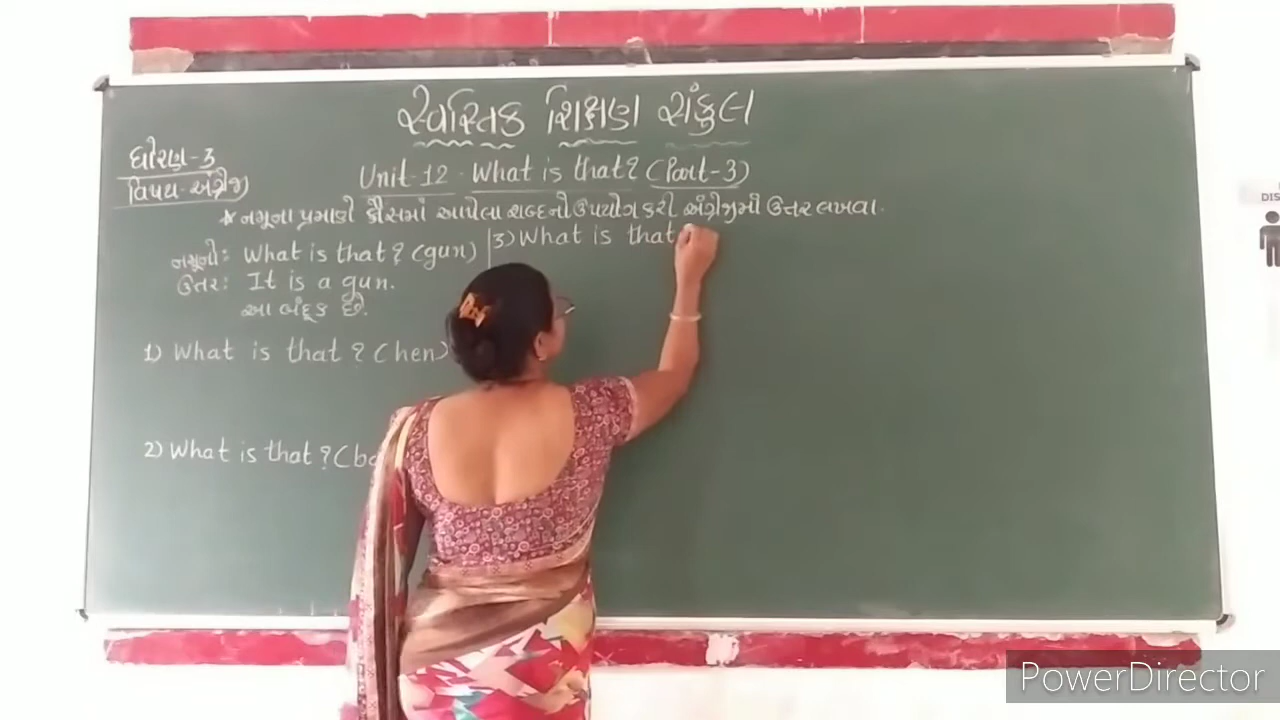 સ્વસ્તિક શિક્ષણ સંકુલ
ધોરણ-3
વિષય-અંગ્રેજી
Unit-12. What is that? (Part-3)
* નમૂના પ્રમાણે કૌંસમાં આપેલા શબ્દનો ઉપયોગ કરી અંગ્રેજીમાં ઉત્તર લખવા.
નમૂનો: What is that? (gun)
ઉત્તર: It is a gun.
આ બંદૂક છે.
1) What is that? (hen)
2) What is that? (
3) What is that
DIS
PowerDirector